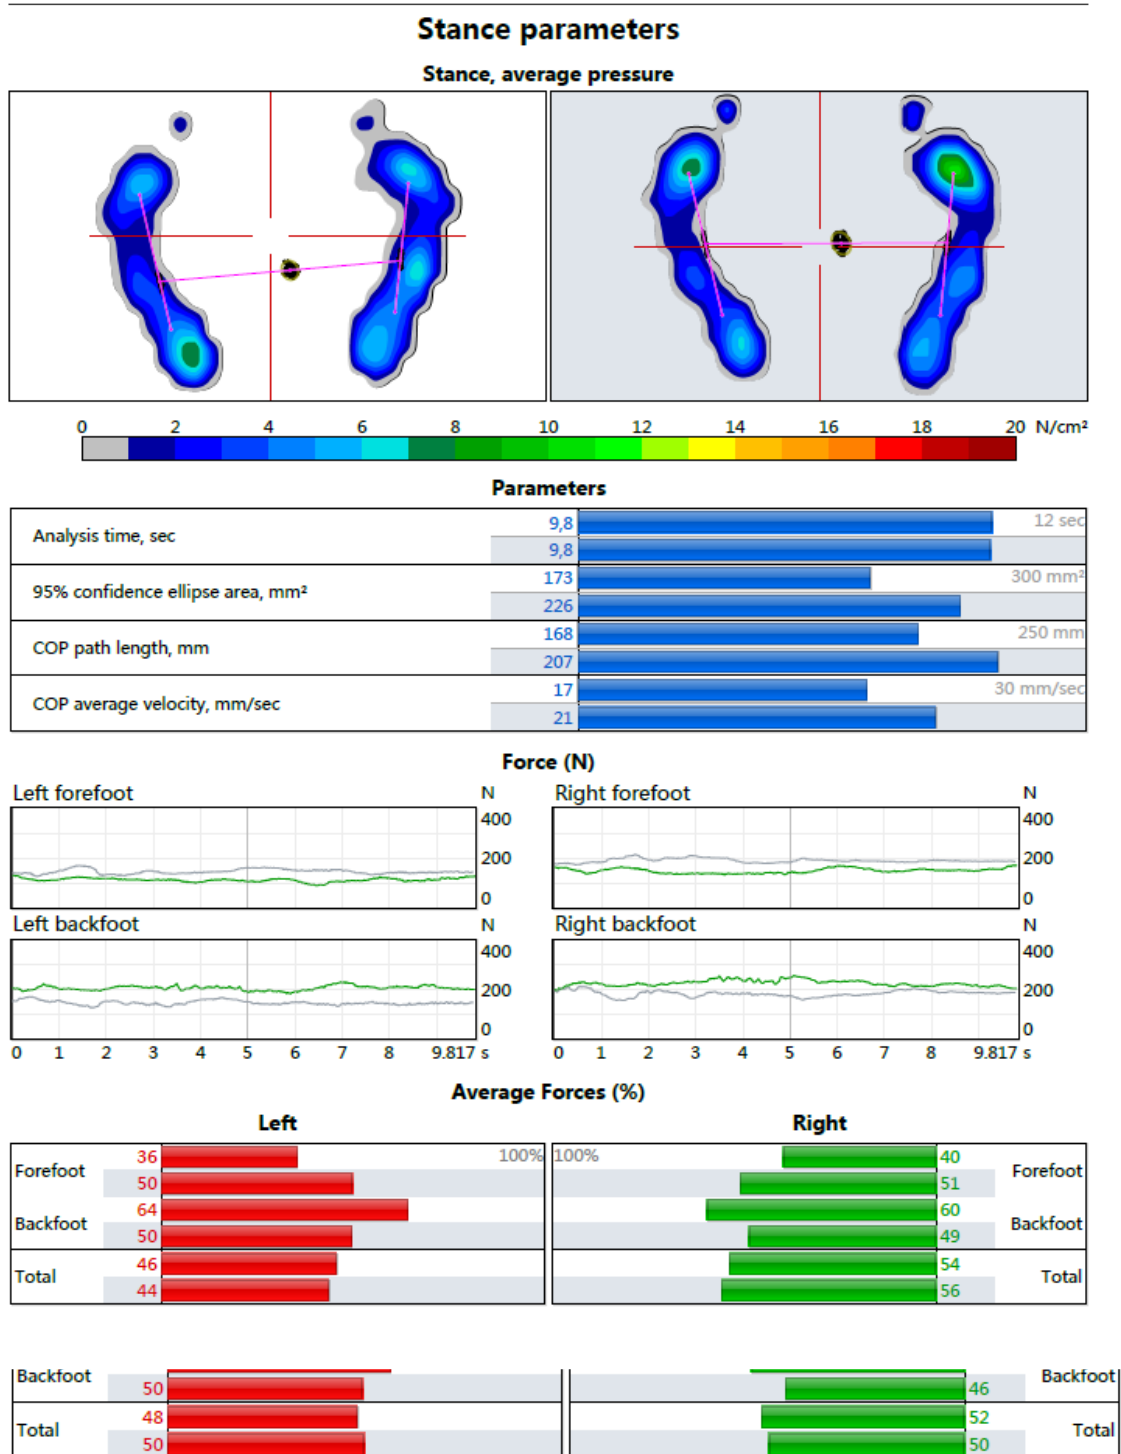 Stance parameters
Stance, average pressure
0 2 4 6 8 10 12 14 16 18 20 N/cm²
Parameters
Analysis time, sec 9,8 12 sec
9,8
95% confidence ellipse area, mm² 173 300 mm²
226
COP path length, mm 168 250 mm
207
COP average velocity, mm/sec 17 30 mm/sec
21
Force (N)
Left forefoot N Right forefoot N
400 400
200 200
0 0
Left backfoot N Right backfoot N
400 400
200 200
0 0
0 1 2 3 4 5 6 7 8 9.817 s 0 1 2 3 4 5 6 7 8 9.817 s
Average Forces (%)
Left Right
Forefoot 36 100% 100% 40 Forefoot
50 51
Backfoot 64 60 Backfoot
50 49
Total 46 54 Total
44 56
Backfoot Backfoot
50 46
Total 48 52 Total
50 50